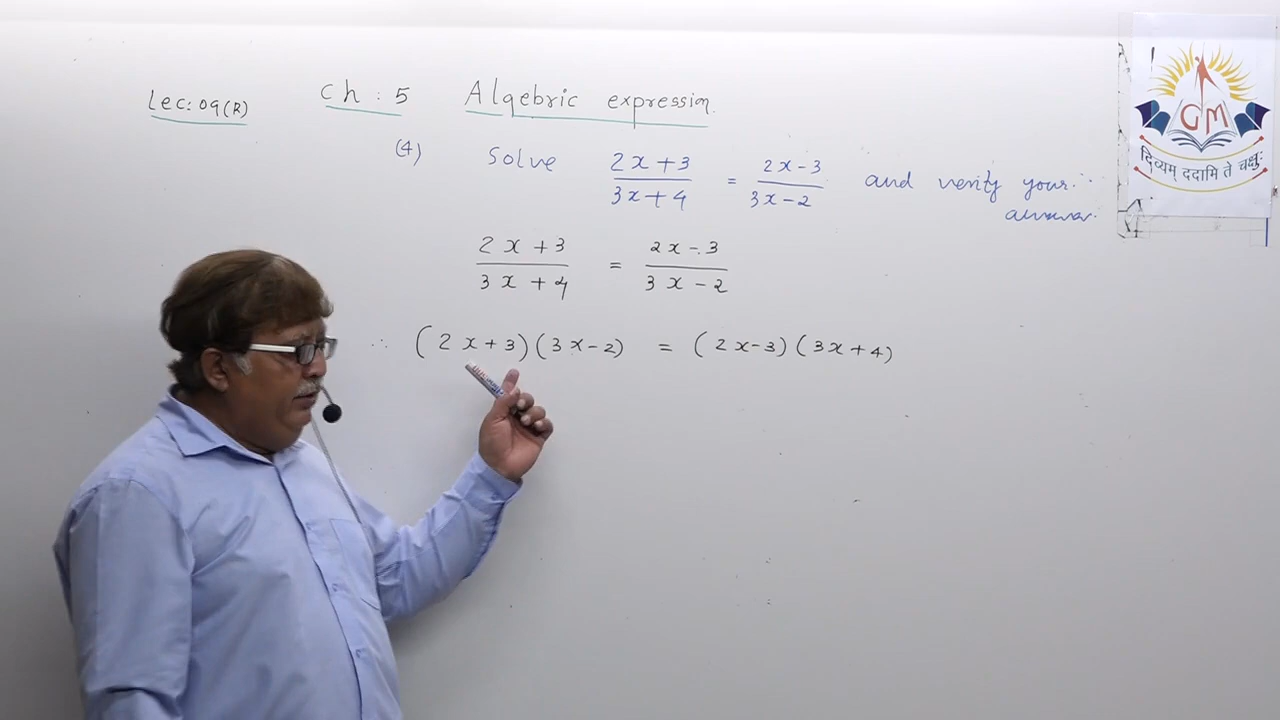 Lec: 09 (R)
Ch : 5 Algebric expression.
(4) Solve (2x+3)/(3x+4) = (2x-3)/(3x-2) and verify your
answer.
(2x+3)/(3x+4) = (2x-3)/(3x-2)
∴ (2x+3)(3x-2) = (2x-3)(3x+4)
GM
दिव्यम् ददामि ते चक्षुः